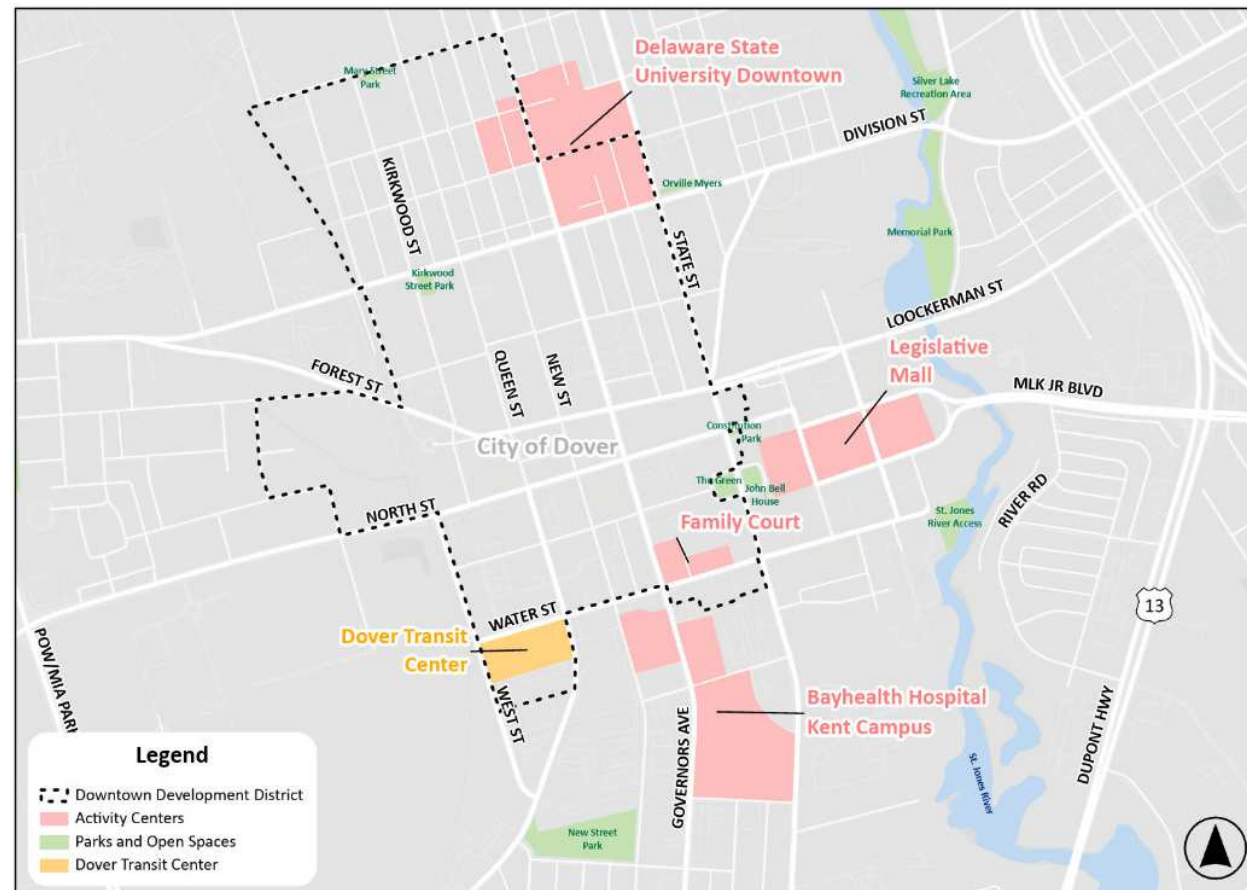 Delaware State
University Downtown
Mary Street
Park
Silver Lake
Recreation Area
DIVISION ST
KIRKWOOD ST
Orville Myers
STATE ST
Memorial Park
Kirkwood
Street Park
LOOCKERMAN ST
Legislative
Mall
FOREST ST
QUEEN ST
NEW ST
MLK JR BLVD
City of Dover
Constitution
Park
The Green
John Bell
House
NORTH ST
Family Court
St. Jones
River Access
RIVER RD
13
WATER ST
Dover Transit
Center
POW/MIA PARK
WEST ST
Bayhealth Hospital
Kent Campus
GOVERNORS AVE
DUPONT HWY
St. Jones River
New Street
Park
Legend
Downtown Development District
Activity Centers
Parks and Open Spaces
Dover Transit Center